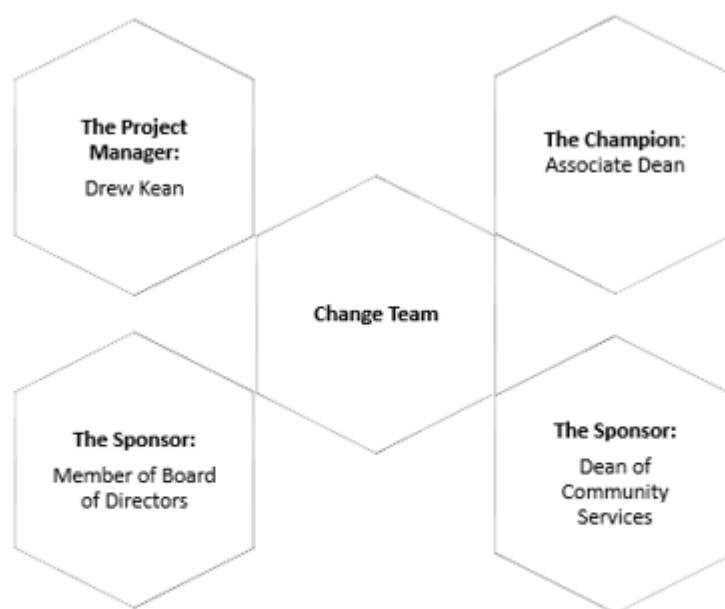 The Project
Manager:
Drew Kean
The Champion:
Associate Dean
Change Team
The Sponsor:
Member of Board
of Directors
The Sponsor:
Dean of
Community
Services